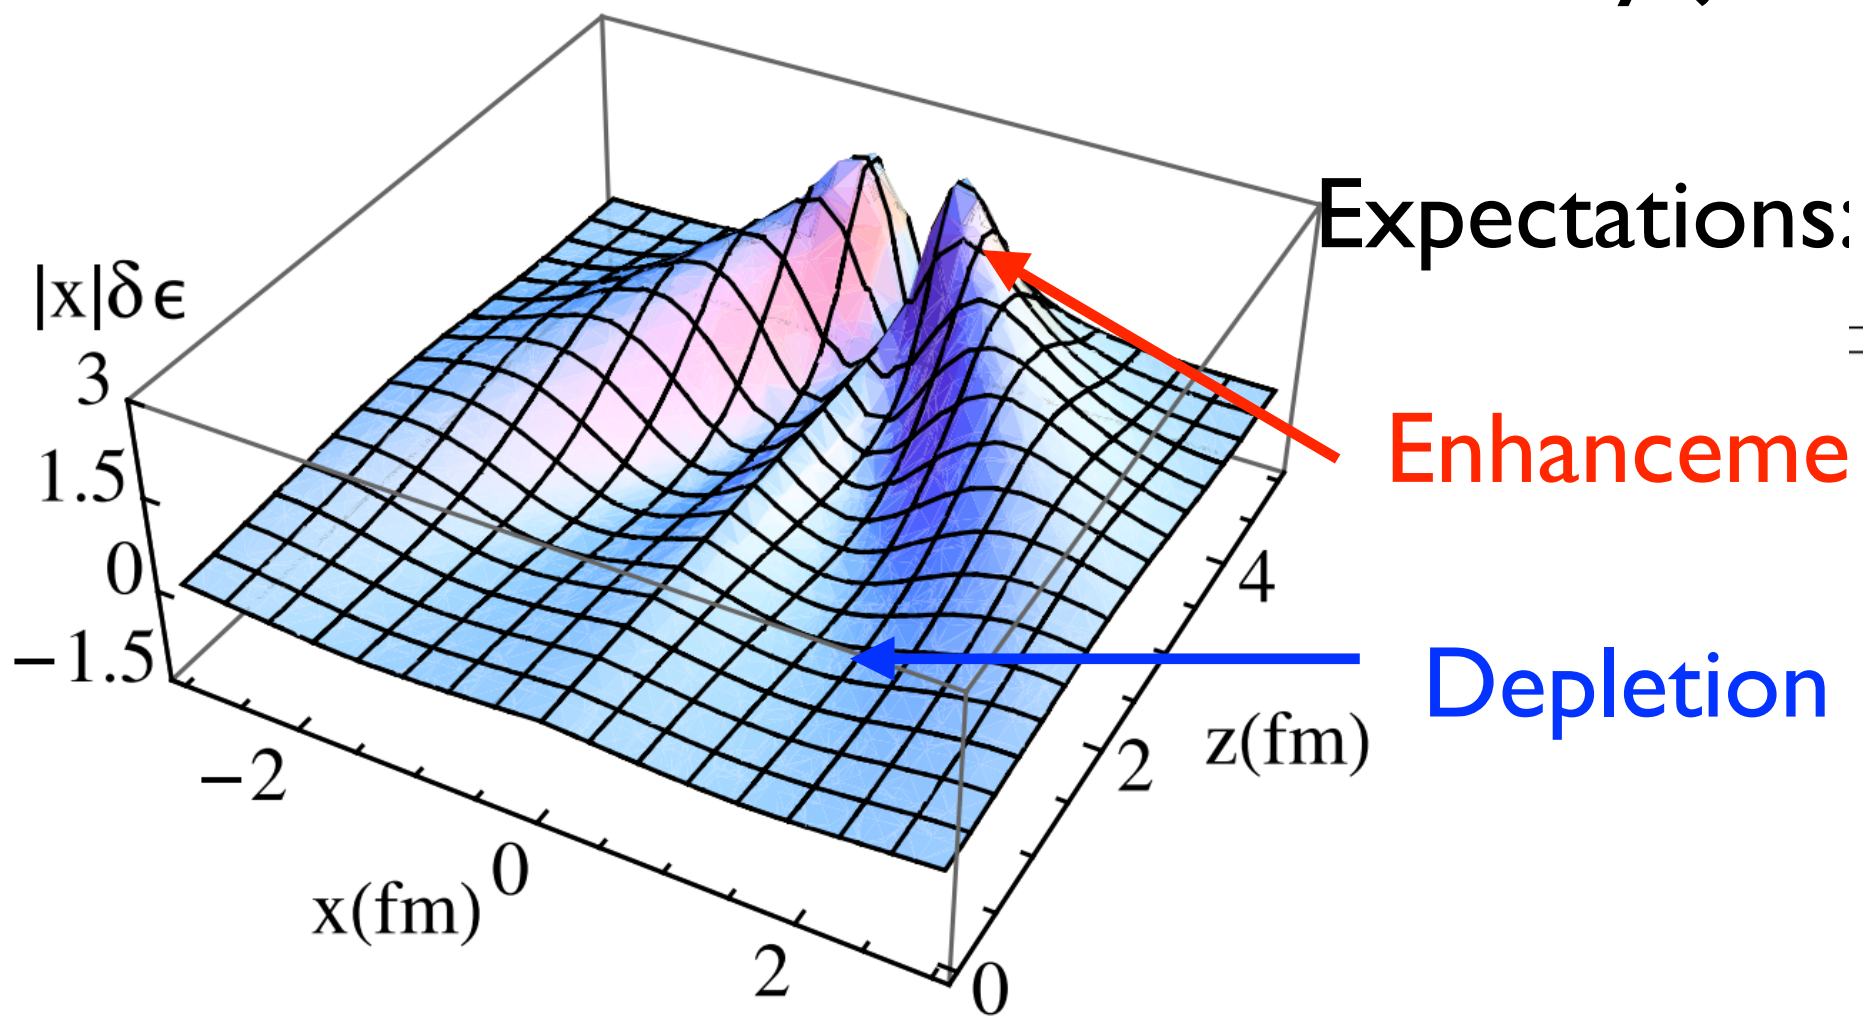 Expectations:
|x|δϵ
3
1.5
0
−1.5
Enhanceme
4
Depletion
z(fm)
2
−2
0
x(fm)
2
0